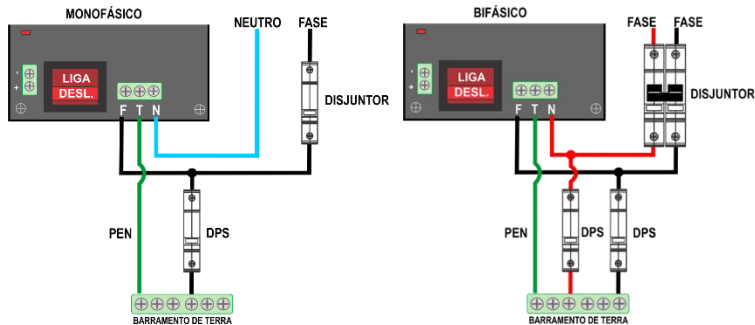 MONOFÁSICO
NEUTRO
FASE
-
+
LIGA
DESL.
F T N
DISJUNTOR
PEN
DPS
BARRAMENTO DE TERRA
BIFÁSICO
FASE
FASE
-
+
LIGA
DESL.
F T N
DISJUNTOR
PEN
DPS
DPS
BARRAMENTO DE TERRA